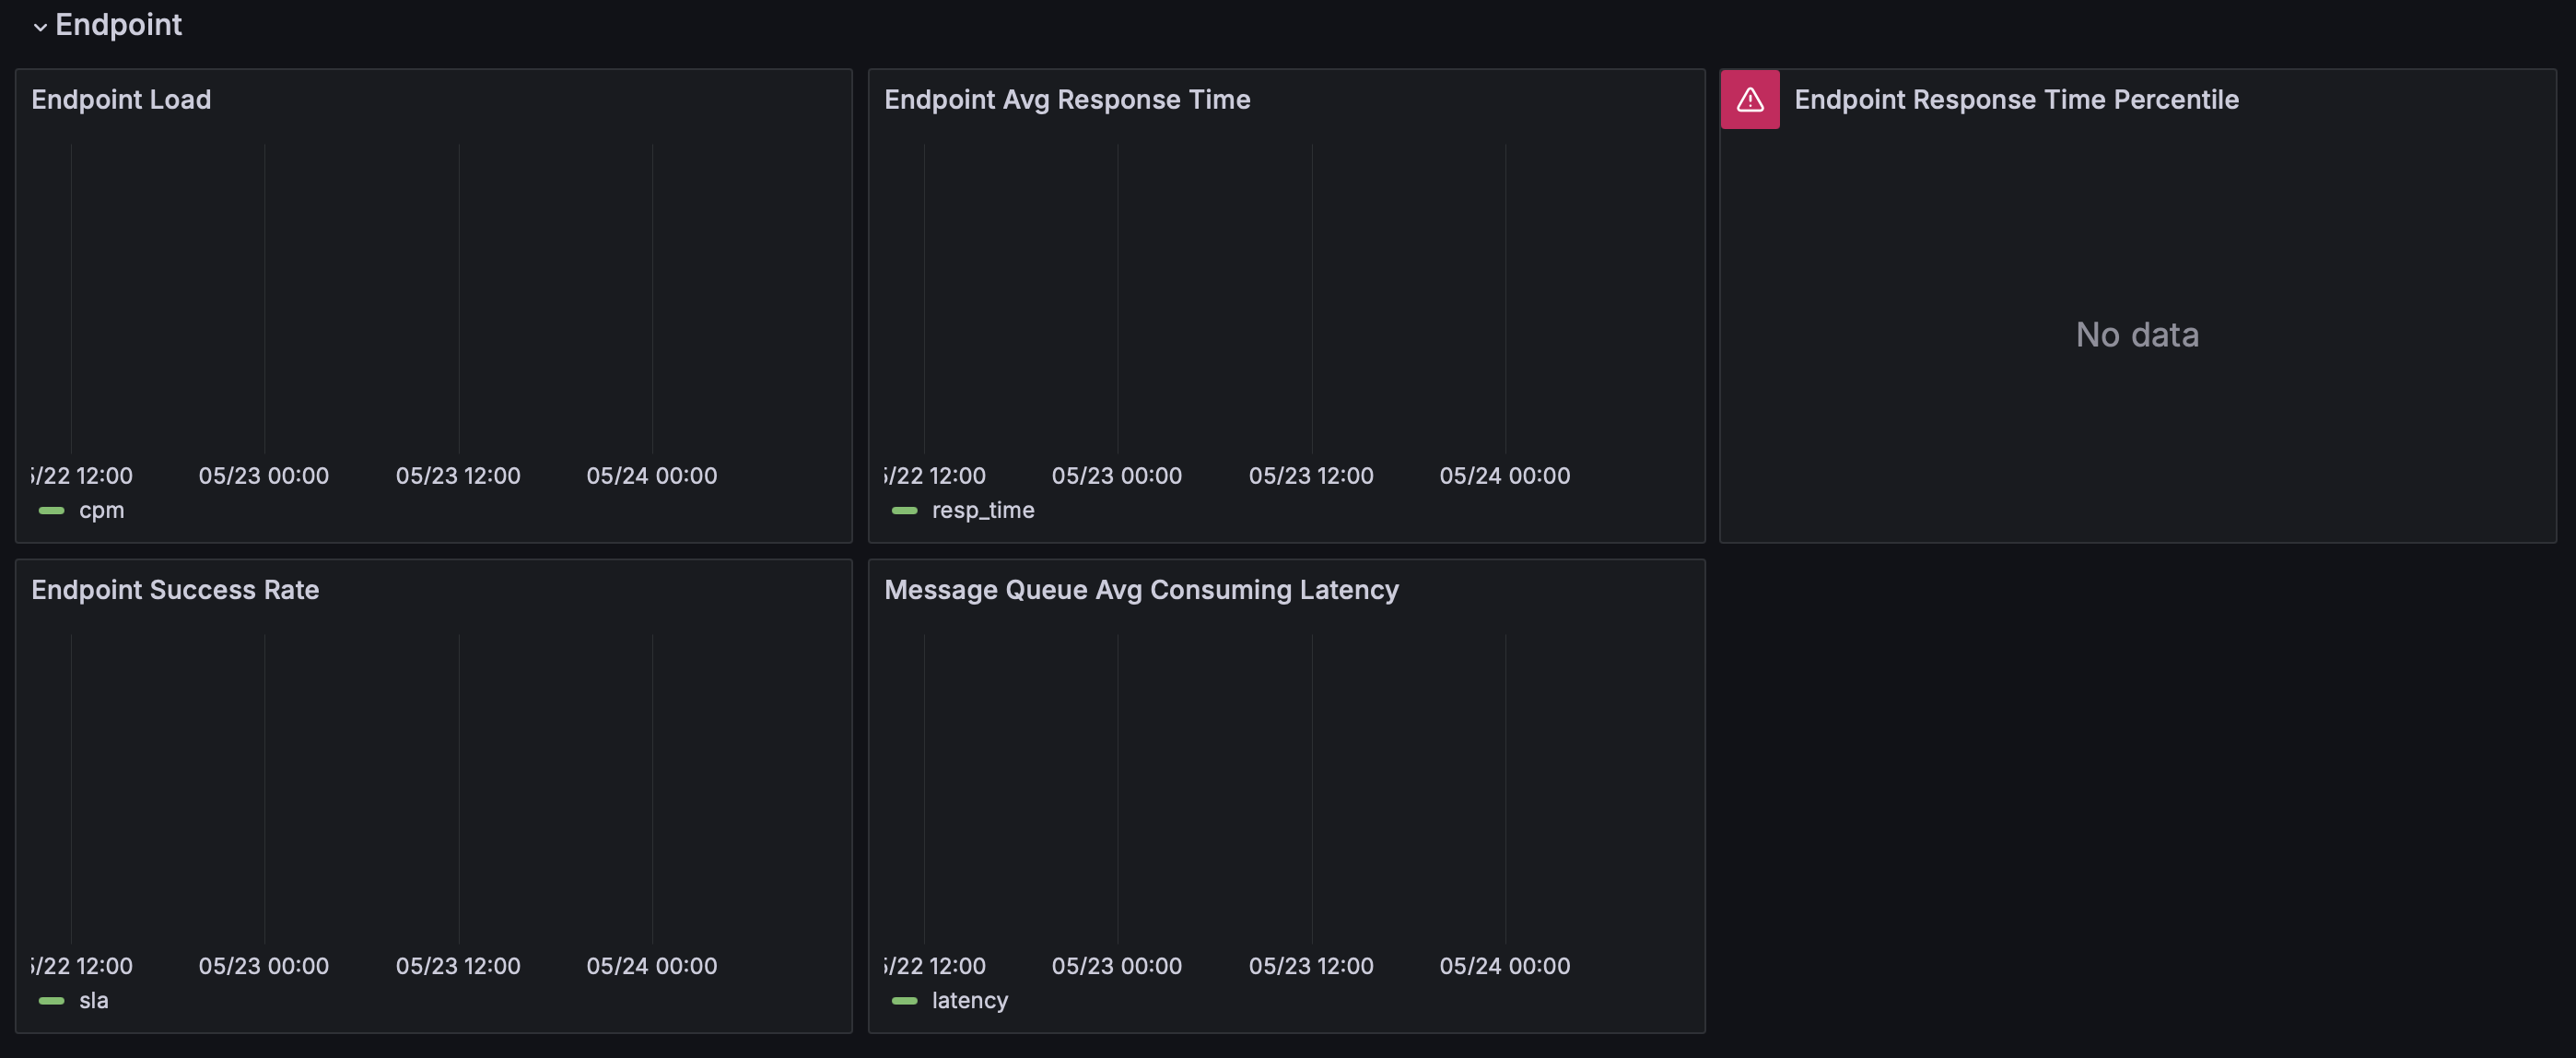 Endpoint
Endpoint Load
5/22 12:00 05/23 00:00 05/23 12:00 05/24 00:00
cpm
Endpoint Avg Response Time
5/22 12:00 05/23 00:00 05/23 12:00 05/24 00:00
resp_time
Endpoint Response Time Percentile
No data
Endpoint Success Rate
5/22 12:00 05/23 00:00 05/23 12:00 05/24 00:00
sla
Message Queue Avg Consuming Latency
5/22 12:00 05/23 00:00 05/23 12:00 05/24 00:00
latency